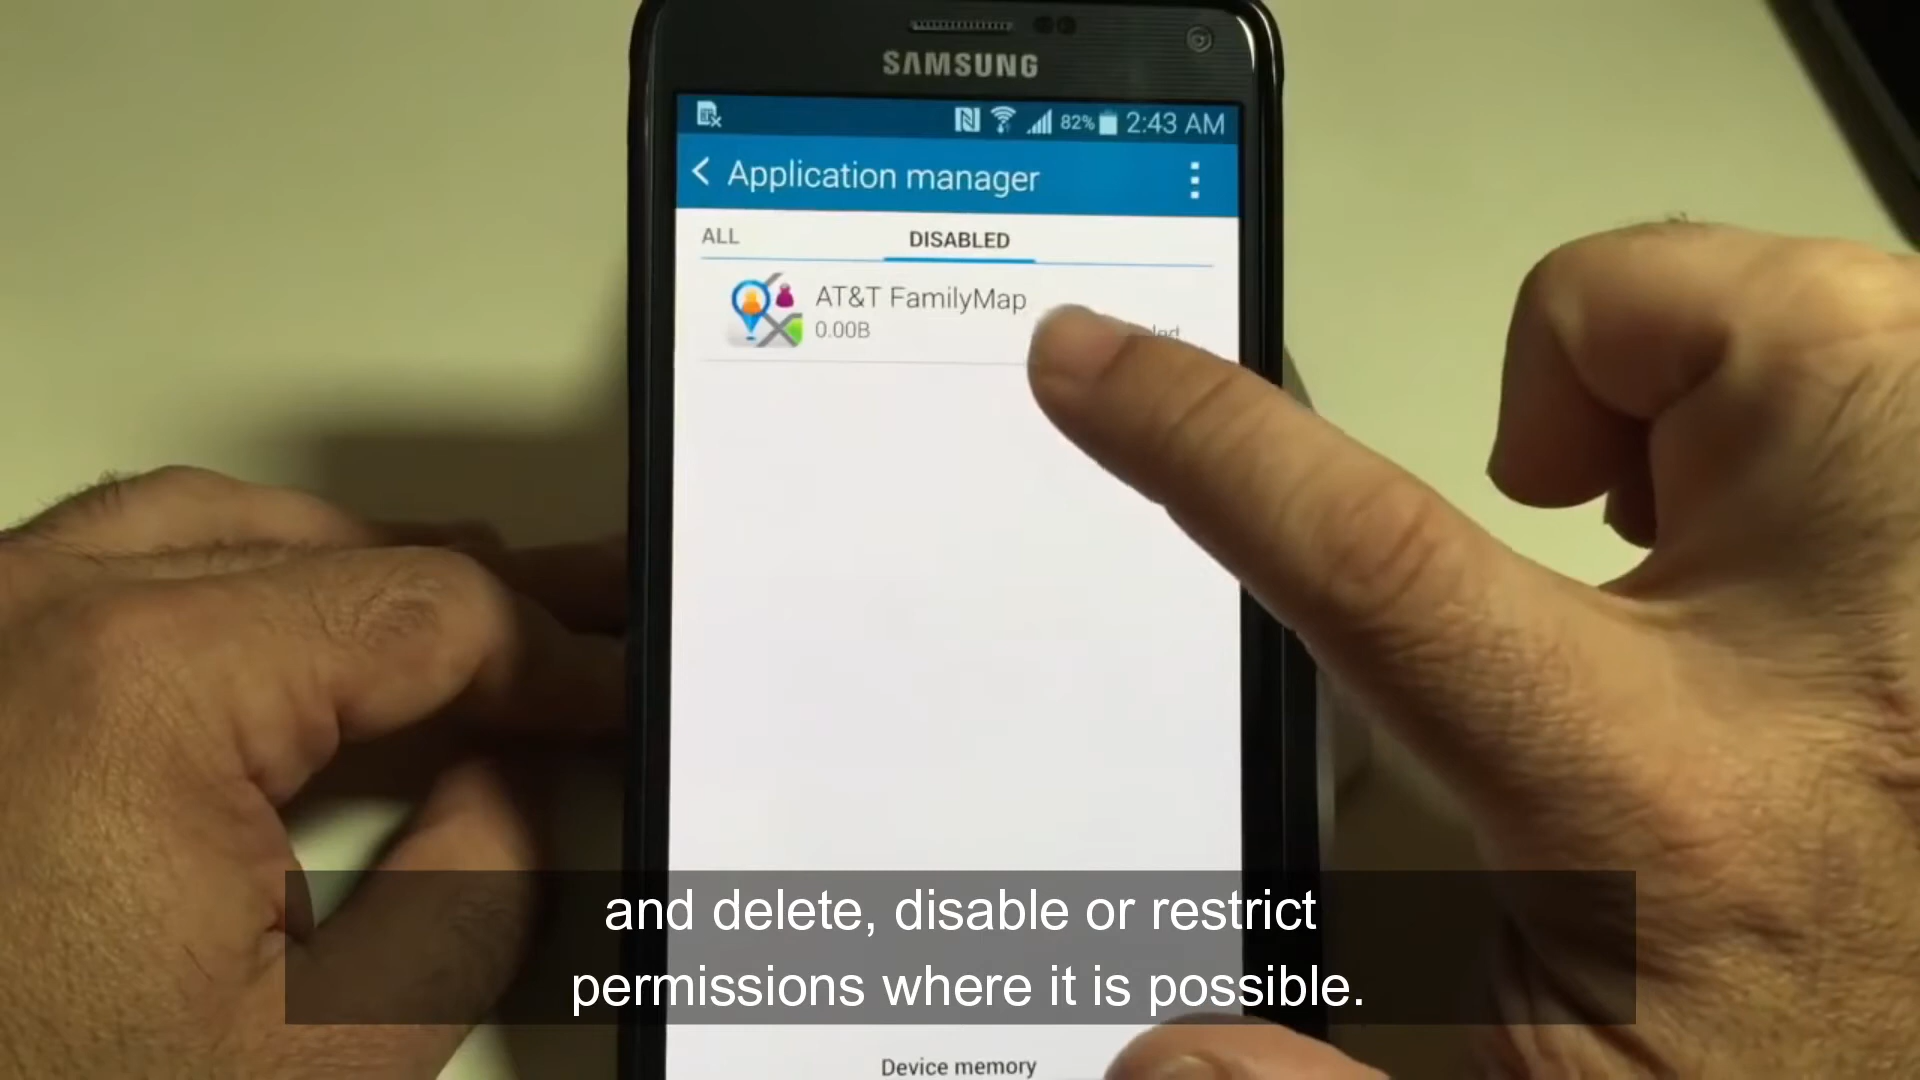 SAMSUNG
82% 2:43 AM
Application manager
ALL DISABLED
AT&T FamilyMap
0.00B
and delete, disable or restrict
permissions where it is possible.
Device memory